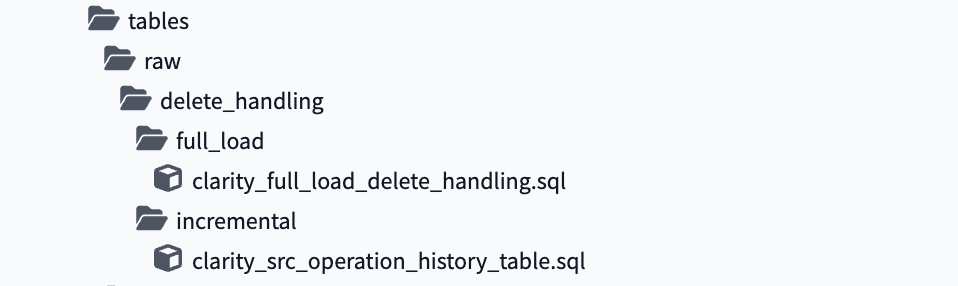 tables
raw
delete_handling
full_load
clarity_full_load_delete_handling.sql
incremental
clarity_src_operation_history_table.sql